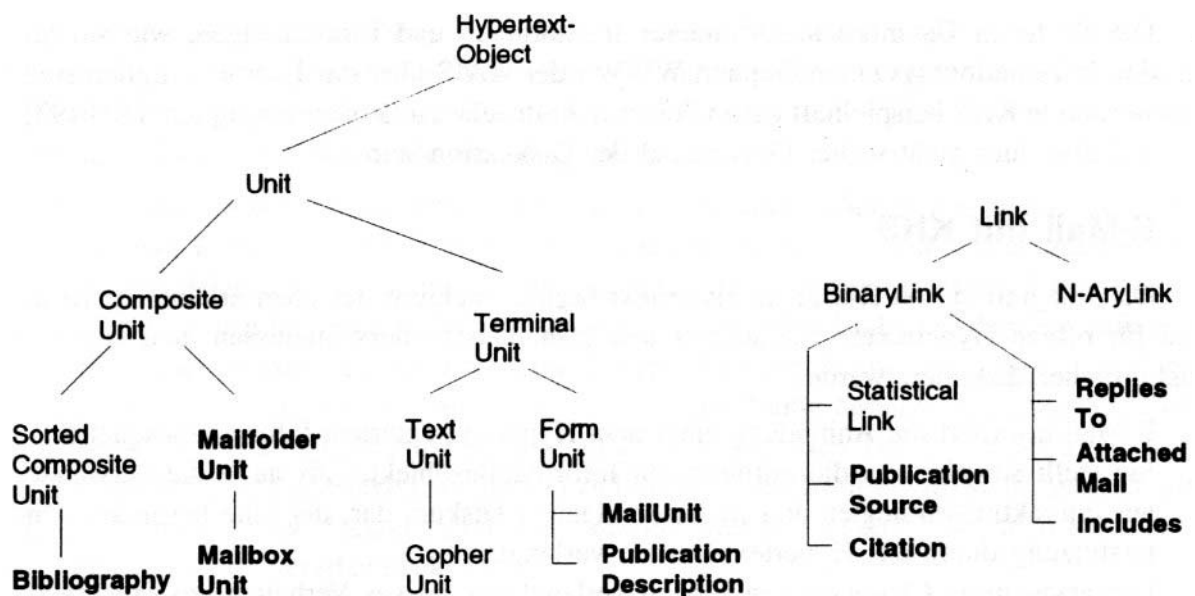 Hypertext-
Object
Unit
Link
Composite
Unit
Terminal
Unit
BinaryLink
N-AryLink
Sorted
Composite
Unit
Mailfolder
Unit
Text
Unit
Form
Unit
Statistical
Link
Replies
To
Attached
Mail
Includes
Publication
Source
Citation
Bibliography
Mailbox
Unit
Gopher
Unit
MailUnit
Publication
Description